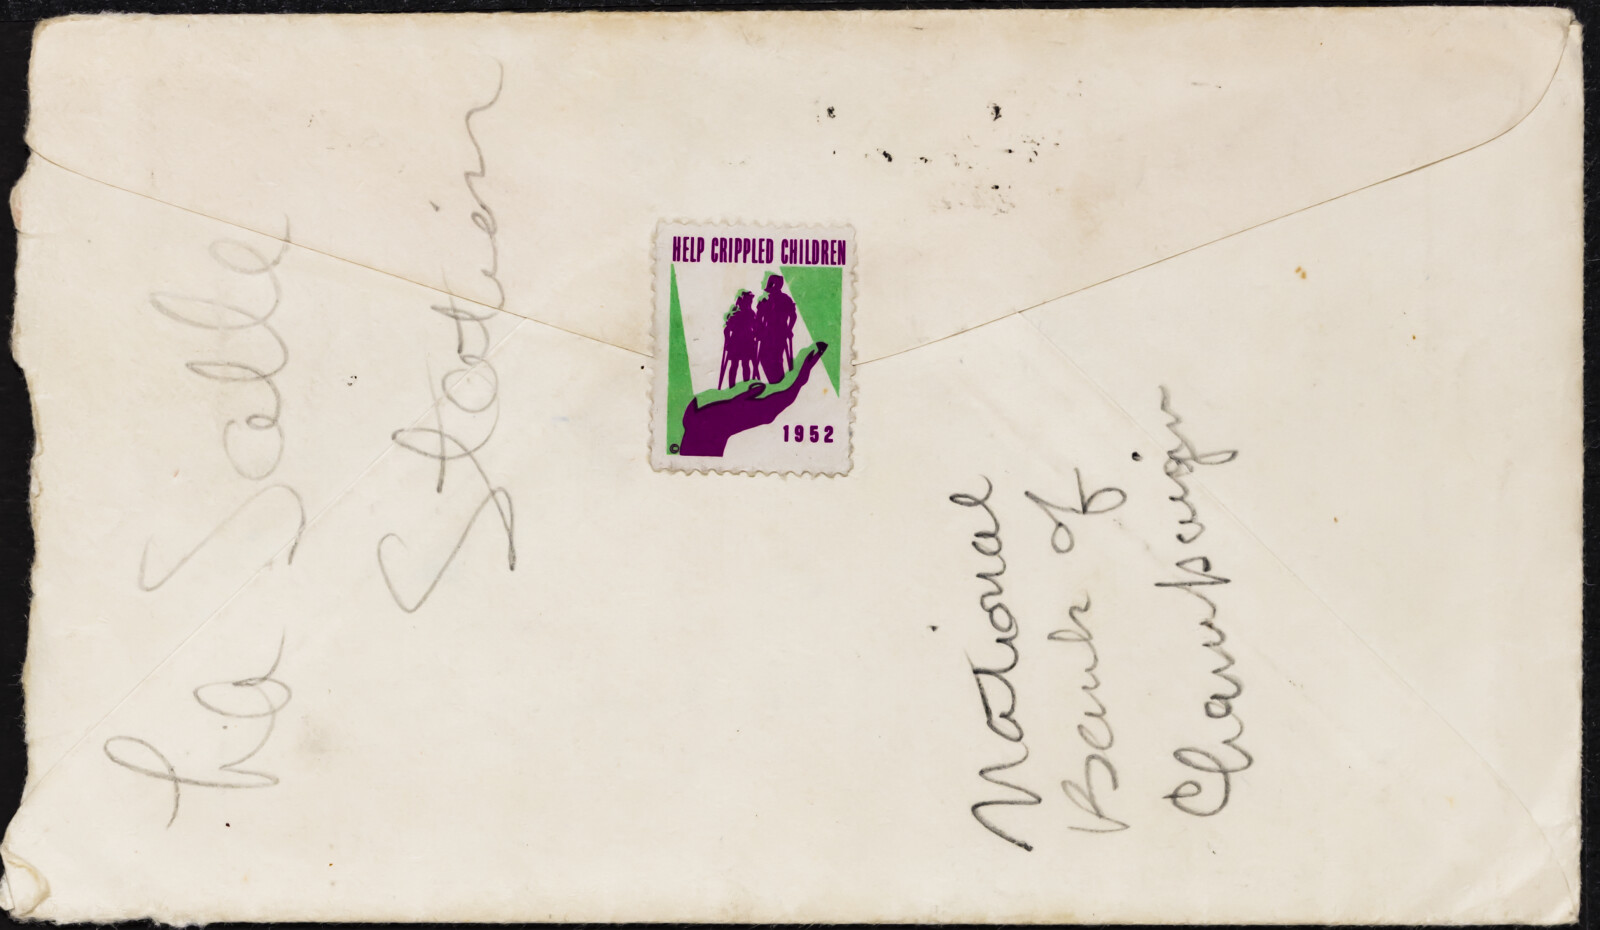 La Salle
Station
HELP CRIPPLED CHILDREN
1952
National
Bank of
Champaign